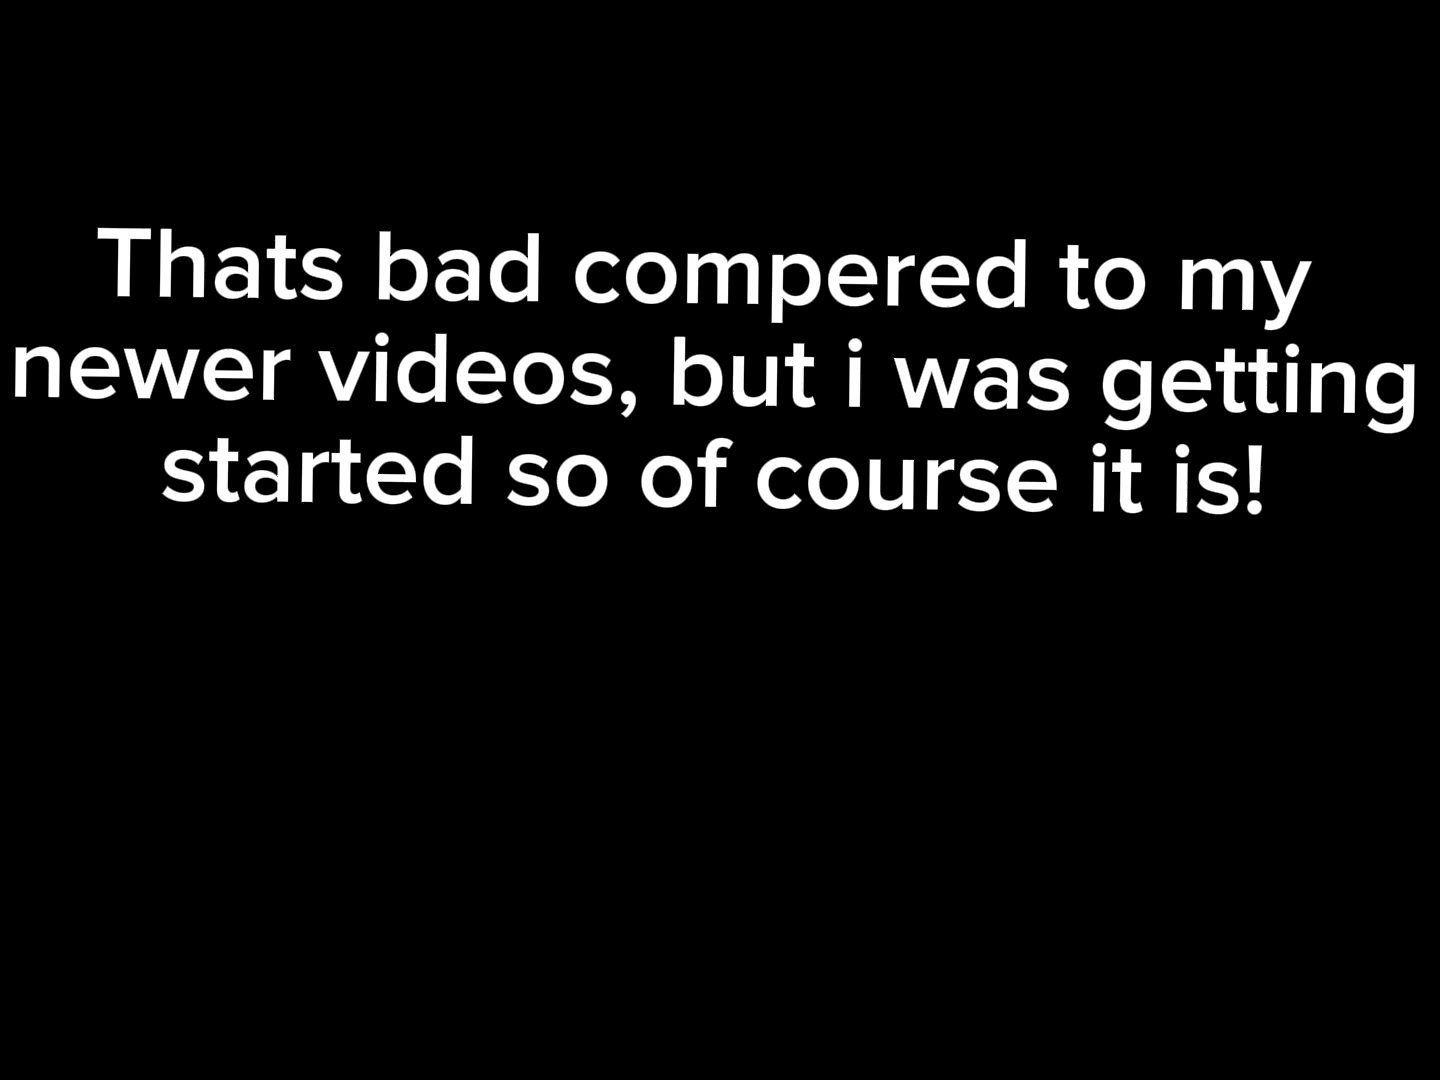 Thats bad compered to my
newer videos, but i was getting
started so of course it is!